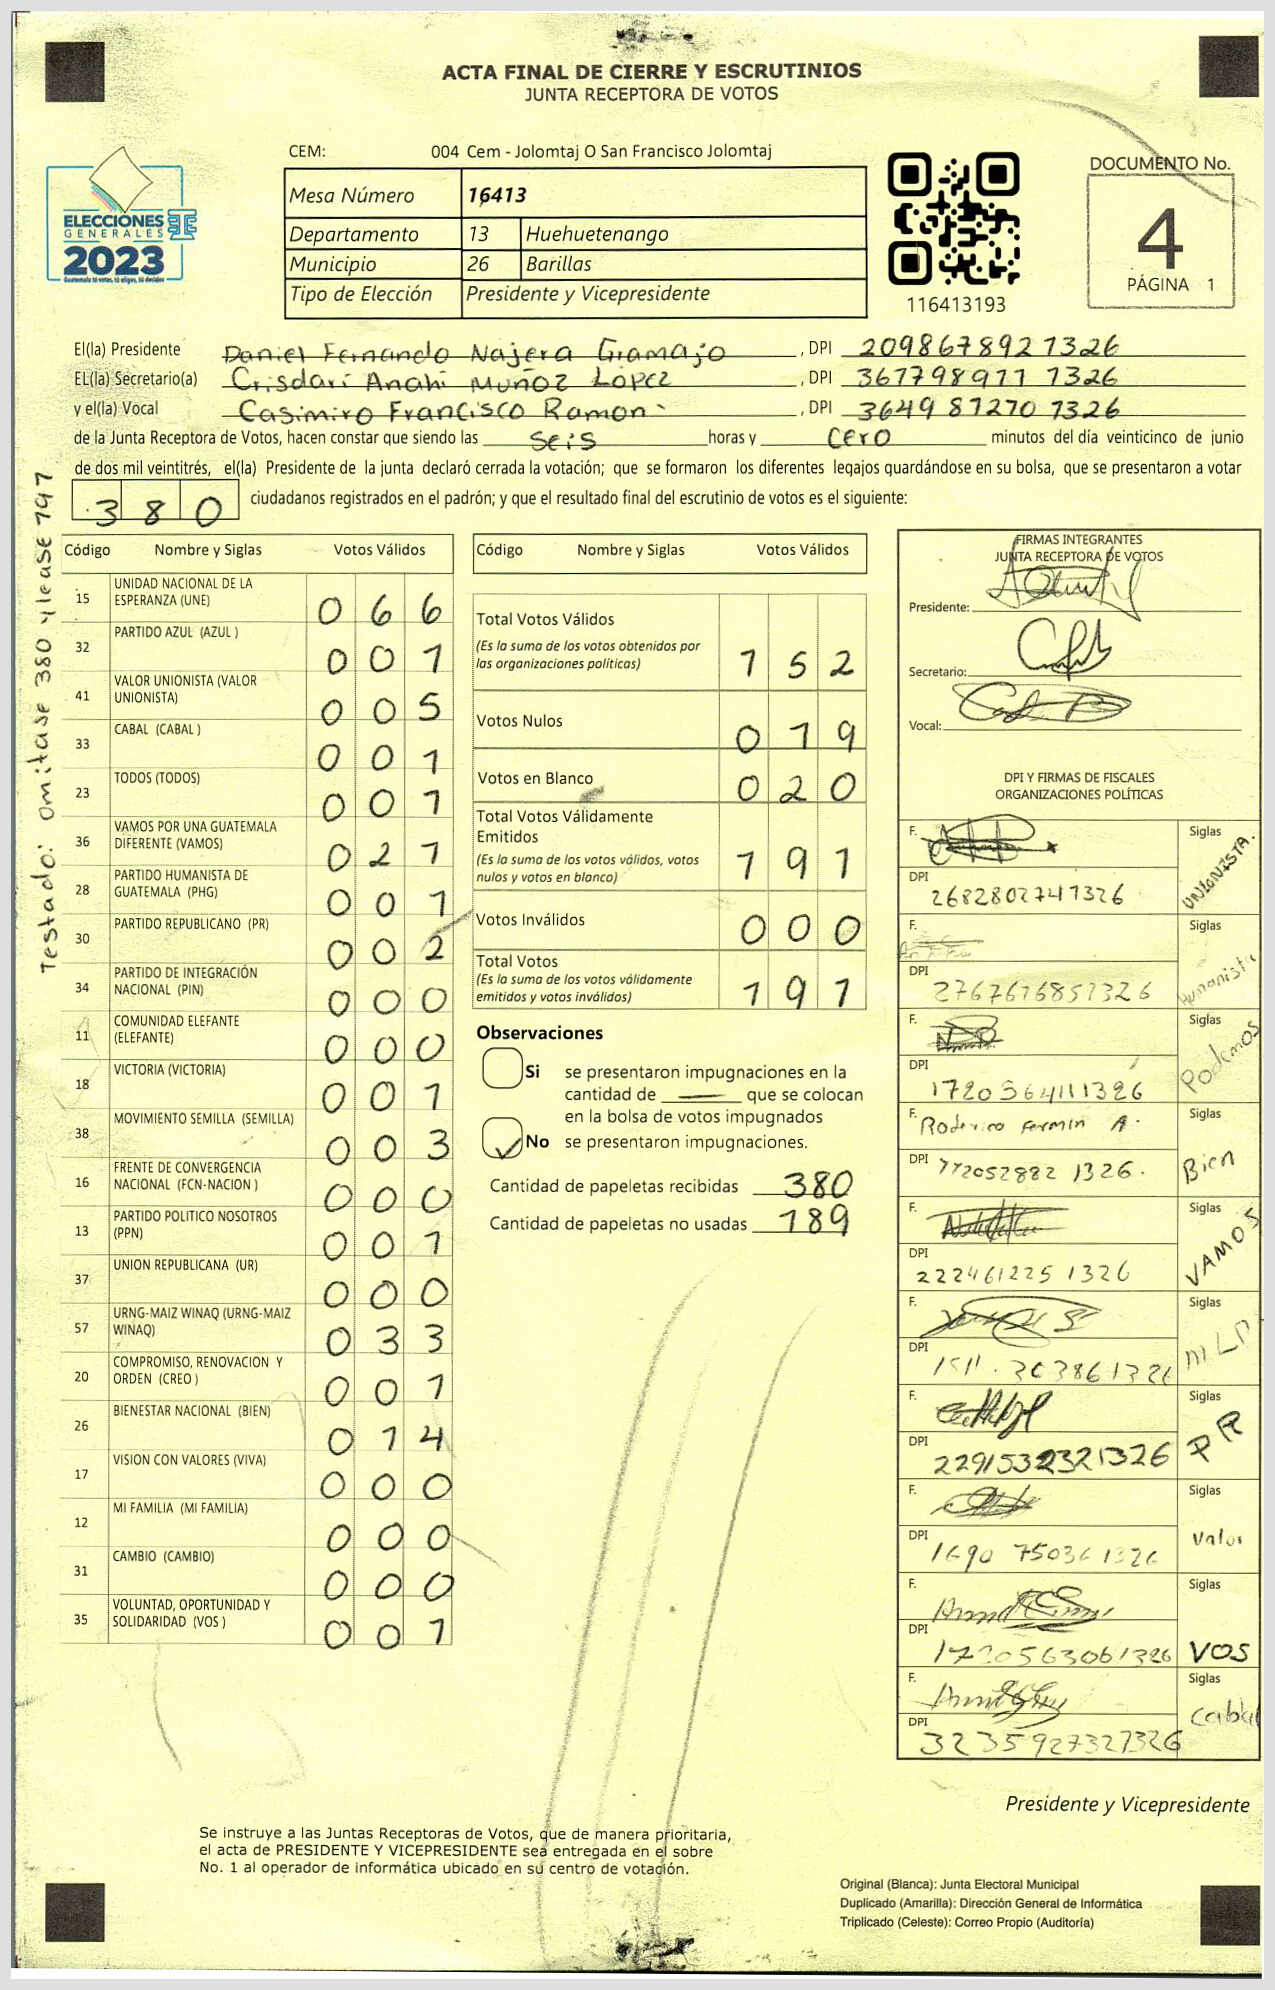 ACTA FINAL DE CIERRE Y ESCRUTINIOS
JUNTA RECEPTORA DE VOTOS
CEM: 004 Cem - Jolomtaj O San Francisco Jolomtaj
DOCUMENTO No.
4
PÁGINA 1
ELECCIONES
GENERALES
2023
Mesa Número 16413
Departamento 13 Huehuetenango
Municipio 26 Barillas
Tipo de Elección Presidente y Vicepresidente
116413193
El(la) Presidente Daniel Fernando Najera Gramajo, DPI 2098678921326
EL(la) Secretario(a) Crisdari Anahi Muñoz López, DPI 367798977 1326
y el(la) Vocal Casimiro Francisco Ramon, DPI 3649 87270 1326
de la Junta Receptora de Votos, hacen constar que siendo las seis horas y cero minutos del día veinticinco de junio
de dos mil veintitrés, el(la) Presidente de la junta declaró cerrada la votación; que se formaron los diferentes legajos guardándose en su bolsa, que se presentaron a votar
380 ciudadanos registrados en el padrón; y que el resultado final del escrutinio de votos es el siguiente:
Testado: omitase 380 y lease 191
Código Nombre y Siglas Votos Válidos
15 UNIDAD NACIONAL DE LA ESPERANZA (UNE) 066
32 PARTIDO AZUL (AZUL ) 001
41 VALOR UNIONISTA (VALOR UNIONISTA) 005
33 CABAL (CABAL ) 001
23 TODOS (TODOS) 001
36 VAMOS POR UNA GUATEMALA DIFERENTE (VAMOS) 021
28 PARTIDO HUMANISTA DE GUATEMALA (PHG) 001
30 PARTIDO REPUBLICANO (PR) 002
34 PARTIDO DE INTEGRACIÓN NACIONAL (PIN) 000
11 COMUNIDAD ELEFANTE (ELEFANTE) 000
18 VICTORIA (VICTORIA) 001
38 MOVIMIENTO SEMILLA (SEMILLA) 003
16 FRENTE DE CONVERGENCIA NACIONAL (FCN-NACION ) 000
13 PARTIDO POLITICO NOSOTROS (PPN) 001
37 UNION REPUBLICANA (UR) 000
57 URNG-MAIZ WINAQ (URNG-MAIZ WINAQ) 033
20 COMPROMISO, RENOVACION Y ORDEN (CREO ) 001
26 BIENESTAR NACIONAL (BIEN) 014
17 VISION CON VALORES (VIVA) 000
12 MI FAMILIA (MI FAMILIA) 000
31 CAMBIO (CAMBIO) 000
35 VOLUNTAD, OPORTUNIDAD Y SOLIDARIDAD (VOS ) 001
Código Nombre y Siglas Votos Válidos
Total Votos Válidos 152
(Es la suma de los votos obtenidos por
las organizaciones políticas)
Votos Nulos 019
Votos en Blanco 020
Total Votos Válidamente
Emitidos 191
(Es la suma de los votos válidos, votos
nulos y votos en blanco)
Votos Inválidos 000
Total Votos 191
(Es la suma de los votos válidamente
emitidos y votos inválidos)
Observaciones
Si se presentaron impugnaciones en la
cantidad de que se colocan
en la bolsa de votos impugnados
No se presentaron impugnaciones.
Cantidad de papeletas recibidas 380
Cantidad de papeletas no usadas 189
FIRMAS INTEGRANTES
JUNTA RECEPTORA DE VOTOS
Presidente:
Secretario:
Vocal:
DPI Y FIRMAS DE FISCALES
ORGANIZACIONES POLÍTICAS
F. Siglas UNIONISTA.
DPI 2682802741326
F. Siglas Humanista
DPI 2767676851326
F. Siglas Podemos
DPI 1720564111326
F. Roderico Fermin A. Siglas Bien
DPI 772052882 1326.
F. Siglas VAMOS
DPI 222461225 1326
F. Siglas MLP
DPI
F. Siglas PR
DPI 2291532321326
F. Siglas Valor
DPI 1690 750361326
F. Siglas VOS
DPI 1720563061326
F. Siglas Cabal
DPI 3235927321326
Presidente y Vicepresidente
Se instruye a las Juntas Receptoras de Votos, que de manera prioritaria,
el acta de PRESIDENTE Y VICEPRESIDENTE sea entregada en el sobre
No. 1 al operador de informática ubicado en su centro de votación.
Original (Blanca): Junta Electoral Municipal
Duplicado (Amarilla): Dirección General de Informática
Triplicado (Celeste): Correo Propio (Auditoría)